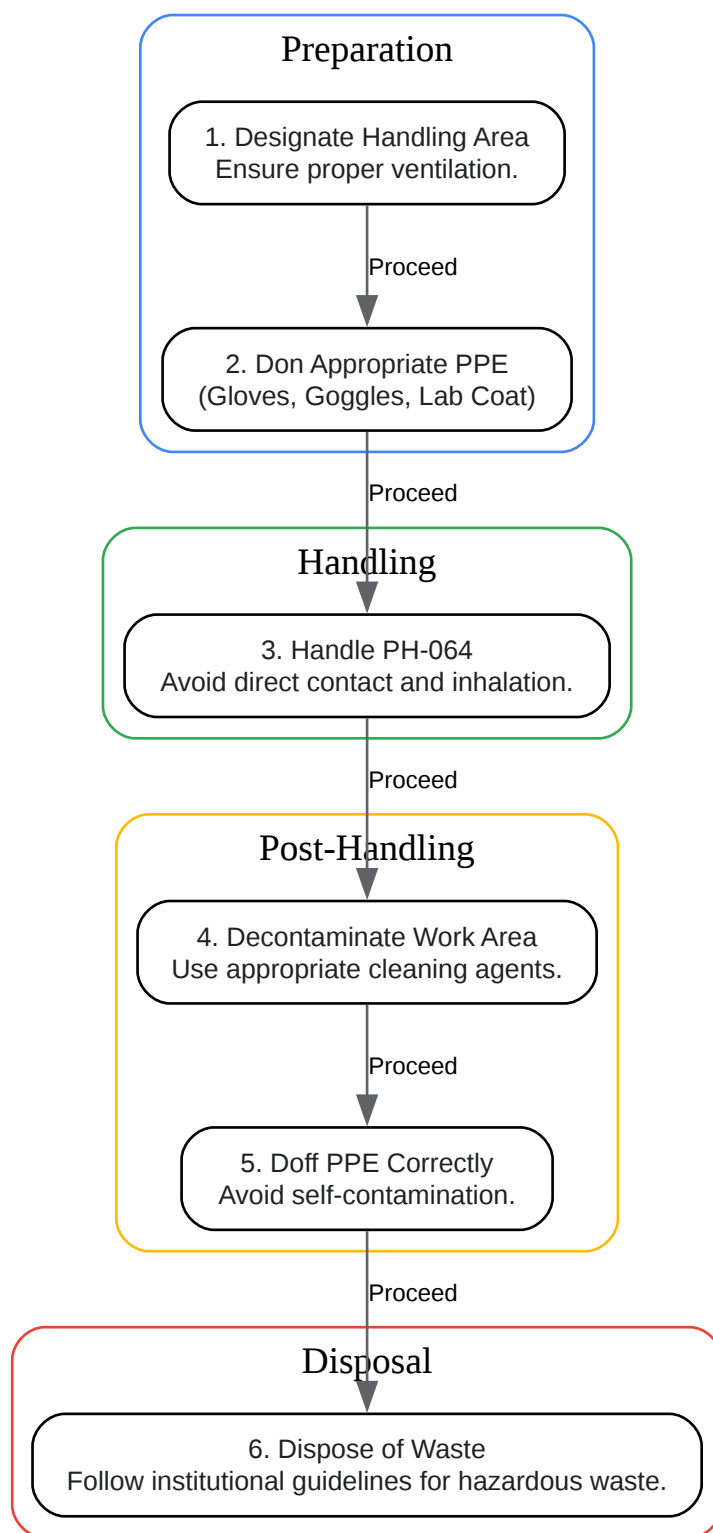 Preparation
1. Designate Handling Area
Ensure proper ventilation.
Proceed
2. Don Appropriate PPE
(Gloves, Goggles, Lab Coat)
Proceed
Handling
3. Handle PH-064
Avoid direct contact and inhalation.
Proceed
Post-Handling
4. Decontaminate Work Area
Use appropriate cleaning agents.
Proceed
5. Doff PPE Correctly
Avoid self-contamination.
Proceed
Disposal
6. Dispose of Waste
Follow institutional guidelines for hazardous waste.